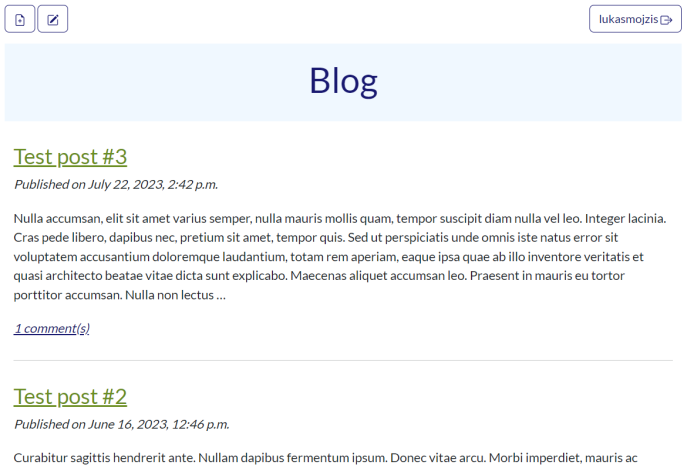 lukasmojzis
Blog
Test post #3
Published on July 22, 2023, 2:42 p.m.
Nulla accumsan, elit sit amet varius semper, nulla mauris mollis quam, tempor suscipit diam nulla vel leo. Integer lacinia.
Cras pede libero, dapibus nec, pretium sit amet, tempor quis. Sed ut perspiciatis unde omnis iste natus error sit
voluptatem accusantium doloremque laudantium, totam rem aperiam, eaque ipsa quae ab illo inventore veritatis et
quasi architecto beatae vitae dicta sunt explicabo. Maecenas aliquet accumsan leo. Praesent in mauris eu tortor
porttitor accumsan. Nulla non lectus …
1 comment(s)
Test post #2
Published on June 16, 2023, 12:46 p.m.
Curabitur sagittis hendrerit ante. Nullam dapibus fermentum ipsum. Donec vitae arcu. Morbi imperdiet, mauris ac